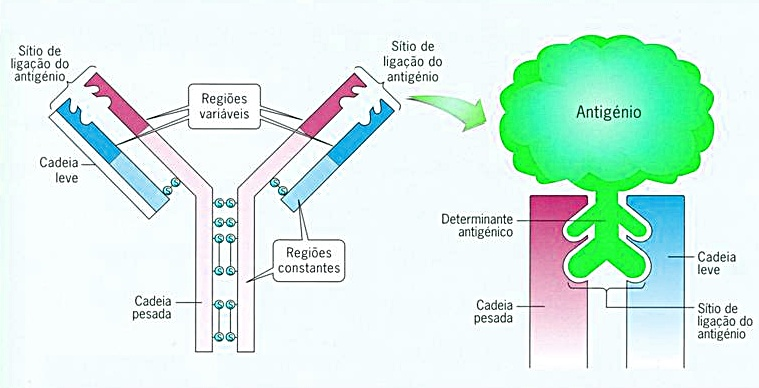 Sítio de
ligação do
antigénio
Regiões
variáveis
Sítio de
ligação do
antigénio
Cadeia
leve
S S
S S
S S
S S
S S
S S
S S
S S
Regiões
constantes
Cadeia
pesada
Antigénio
Determinante
antigénico
Cadeia
leve
Cadeia
pesada
Sítio de
ligação do
antigénio